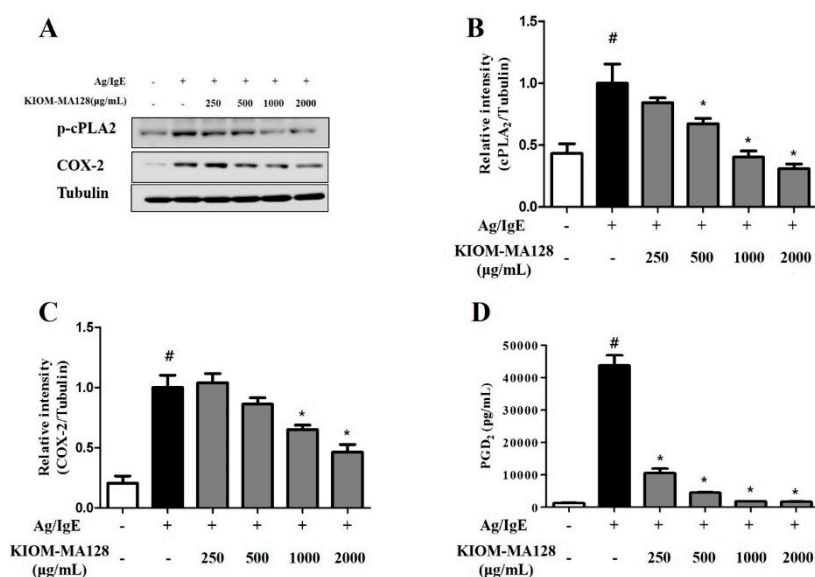 A
Ag/IgE - + + + + +
KIOM-MA128(μg/mL) - - 250 500 1000 2000
p-cPLA2
COX-2
Tubulin
B
Relative intensity
(cPLA₂/Tubulin)
1.5
1.0
0.5
0.0
#
*
*
*
Ag/IgE - + + + + +
KIOM-MA128 - - 250 500 1000 2000
(μg/mL)
C
Relative intensity
(COX-2/Tubulin)
1.5
1.0
0.5
0.0
#
*
*
Ag/IgE - + + + + +
KIOM-MA128 - - 250 500 1000 2000
(μg/mL)
D
PGD₂ (pg/mL)
50000
40000
30000
20000
10000
0
#
*
*
*
*
Ag/IgE - + + + + +
KIOM-MA128 - - 250 500 1000 2000
(μg/mL)